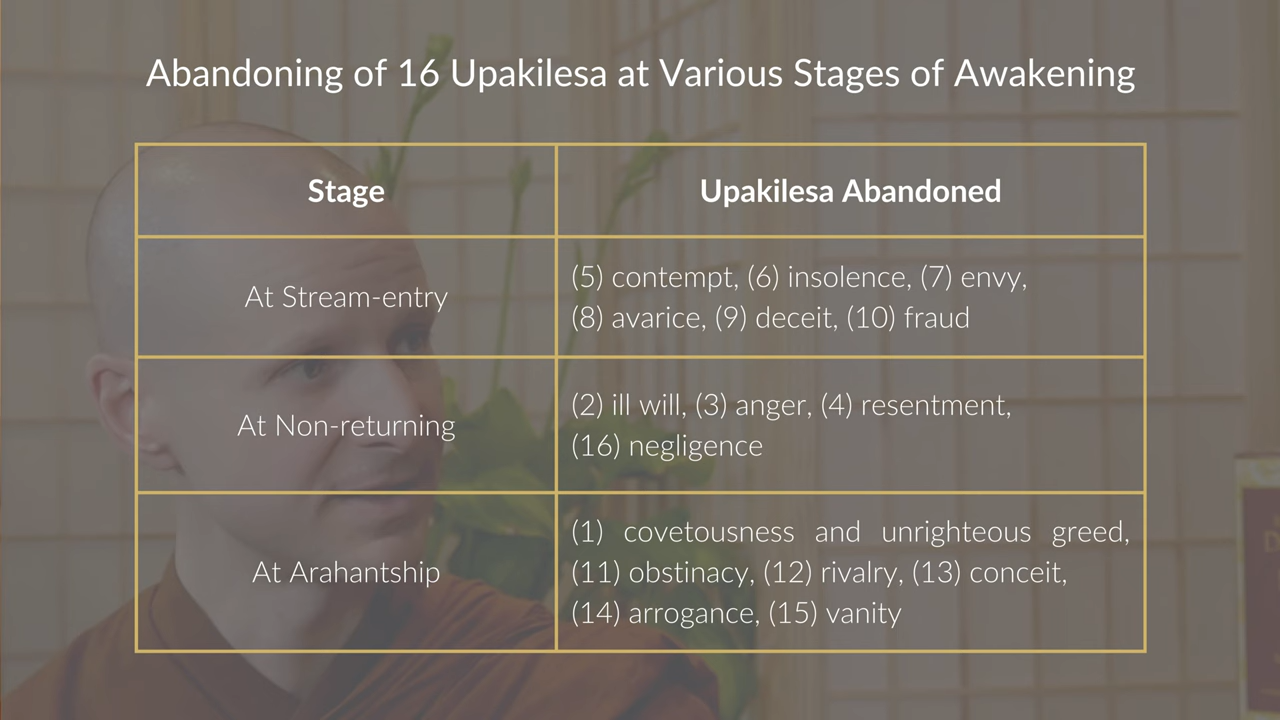 Abandoning of 16 Upakilesa at Various Stages of Awakening
Stage
Upakilesa Abandoned
At Stream-entry
(5) contempt, (6) insolence, (7) envy,
(8) avarice, (9) deceit, (10) fraud
At Non-returning
(2) ill will, (3) anger, (4) resentment,
(16) negligence
At Arahantship
(1) covetousness and unrighteous greed,
(11) obstinacy, (12) rivalry, (13) conceit,
(14) arrogance, (15) vanity